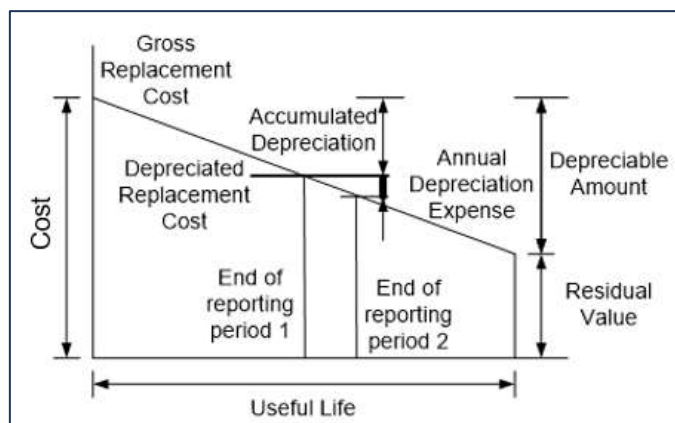 Gross
Replacement
Cost
Accumulated
Depreciation
Depreciated
Replacement
Cost
Annual
Depreciation
Expense
Depreciable
Amount
Cost
End of
reporting
period 1
End of
reporting
period 2
Residual
Value
Useful Life